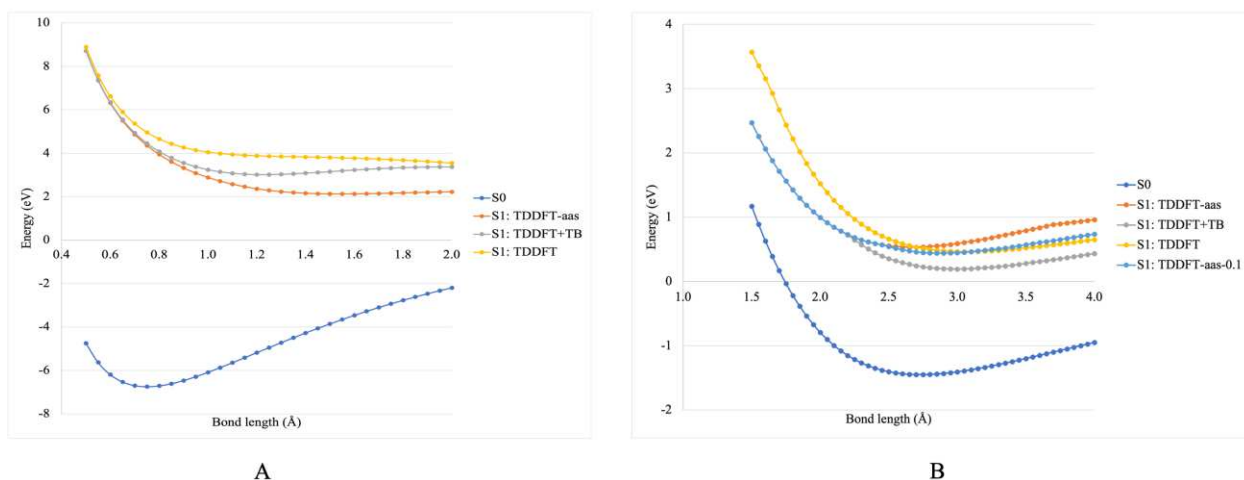 10
8
6
4
2
0
-2
-4
-6
-8
Energy (eV)
0.4 0.6 0.8 1.0 1.2 1.4 1.6 1.8 2.0
Bond length (Å)
S0
S1: TDDFT-aas
S1: TDDFT+TB
S1: TDDFT
A
4
3
2
1
0
-1
-2
Energy (eV)
1.0 1.5 2.0 2.5 3.0 3.5 4.0
Bond length (Å)
S0
S1: TDDFT-aas
S1: TDDFT+TB
S1: TDDFT
S1: TDDFT-aas-0.1
B